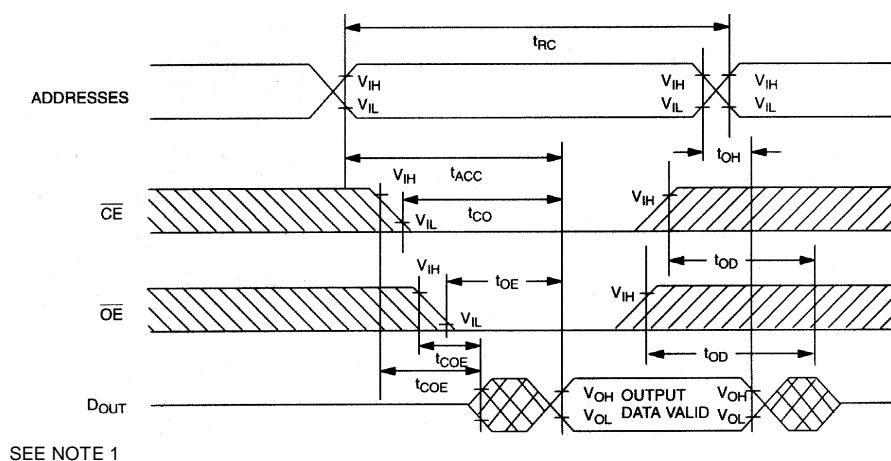 tRC
ADDRESSES
VIH VIH VIH
VIL VIL VIL
tOH
tACC
VIH VIH
CE tCO
VIL
tOD
VIH tOE VIH
OE
VIL
tCOE tOD
tCOE
DOUT VOH OUTPUT VOH
VOL DATA VALID VOL
SEE NOTE 1